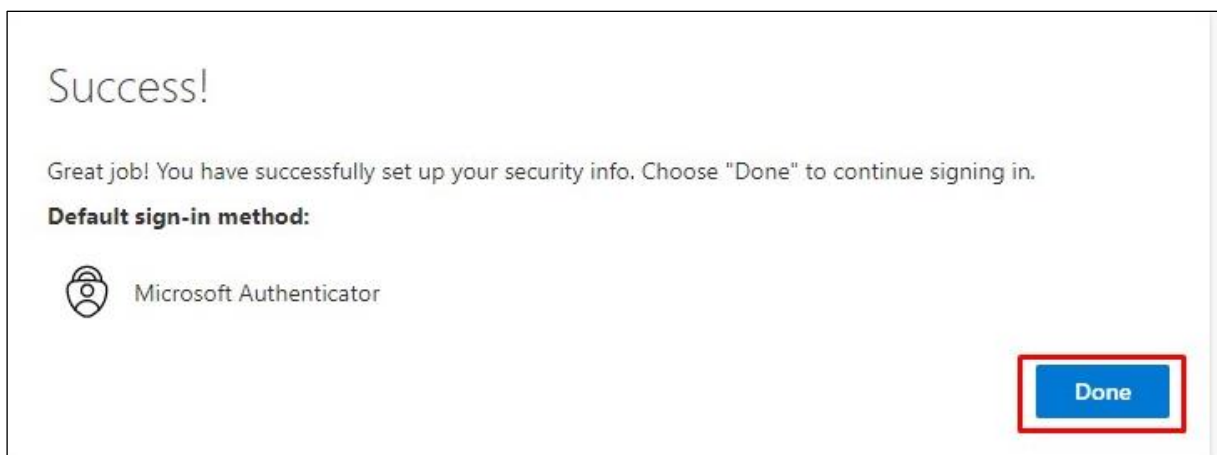 Success!
Great job! You have successfully set up your security info. Choose "Done" to continue signing in.
Default sign-in method:
Microsoft Authenticator
Done